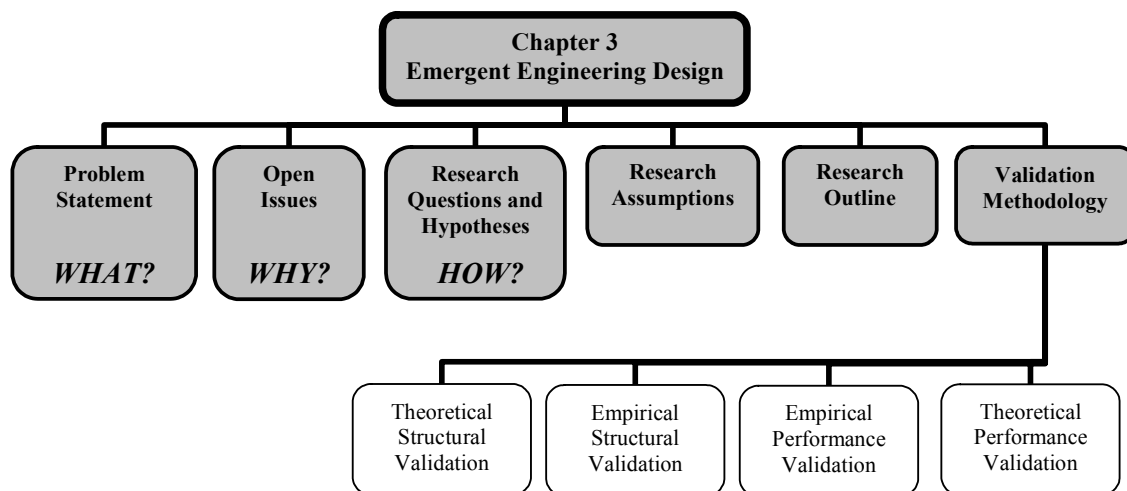 Chapter 3
Emergent Engineering Design
Problem
Statement
WHAT?
Open
Issues
WHY?
Research
Questions and
Hypotheses
HOW?
Research
Assumptions
Research
Outline
Validation
Methodology
Theoretical
Structural
Validation
Empirical
Structural
Validation
Empirical
Performance
Validation
Theoretical
Performance
Validation